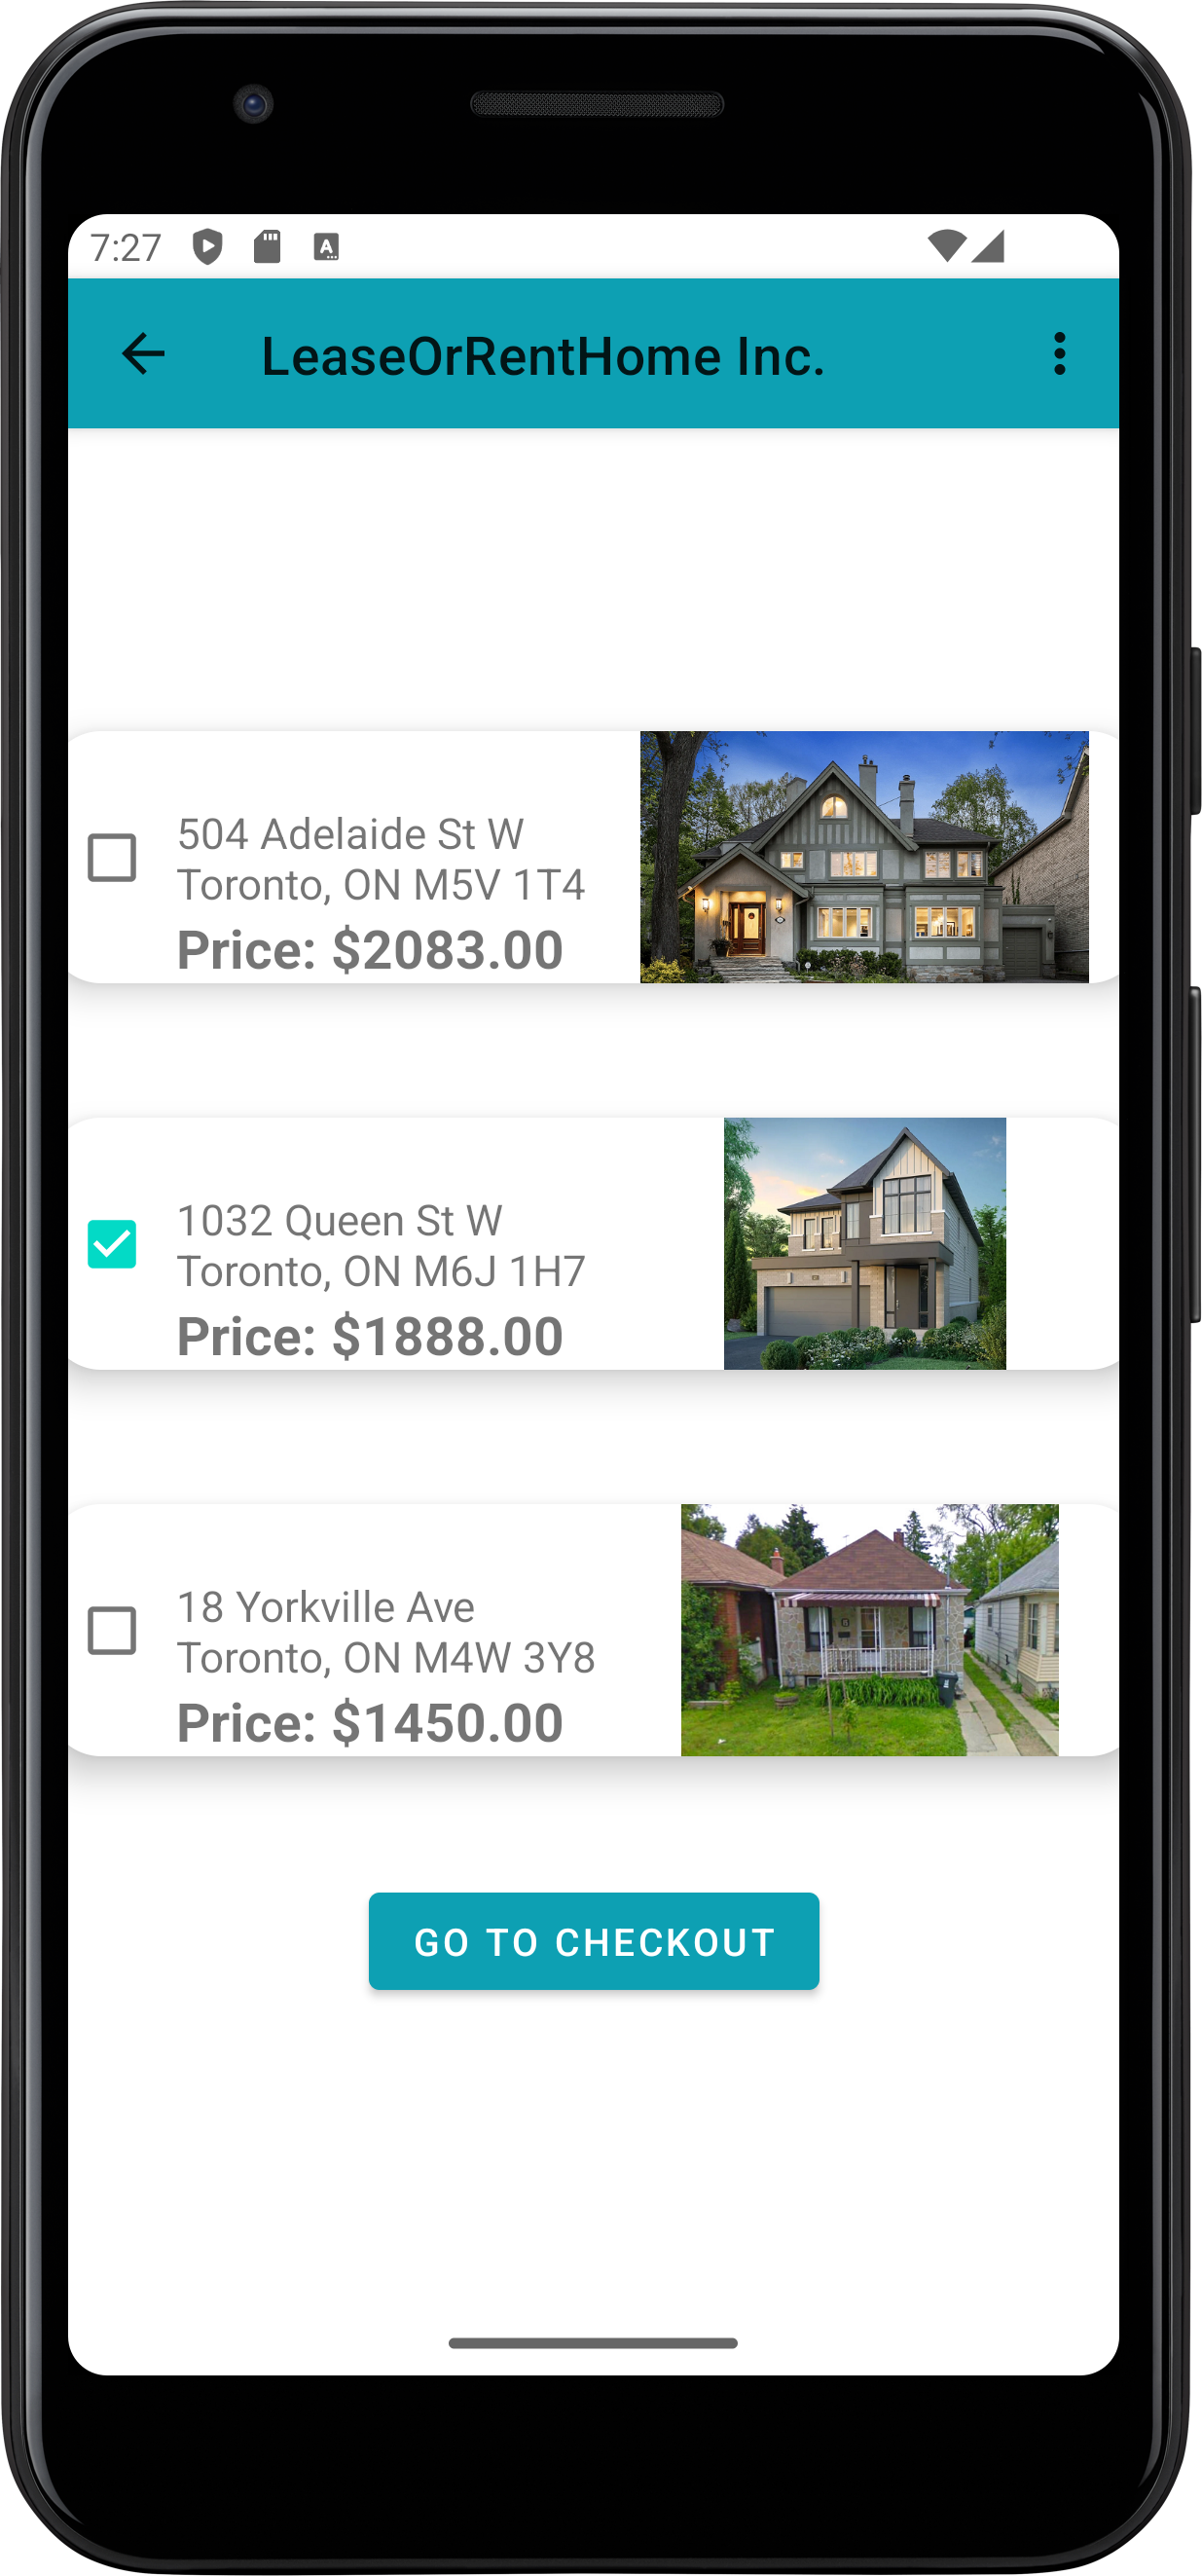 7:27
LeaseOrRentHome Inc.
504 Adelaide St W
Toronto, ON M5V 1T4
Price: $2083.00
1032 Queen St W
Toronto, ON M6J 1H7
Price: $1888.00
18 Yorkville Ave
Toronto, ON M4W 3Y8
Price: $1450.00
GO TO CHECKOUT